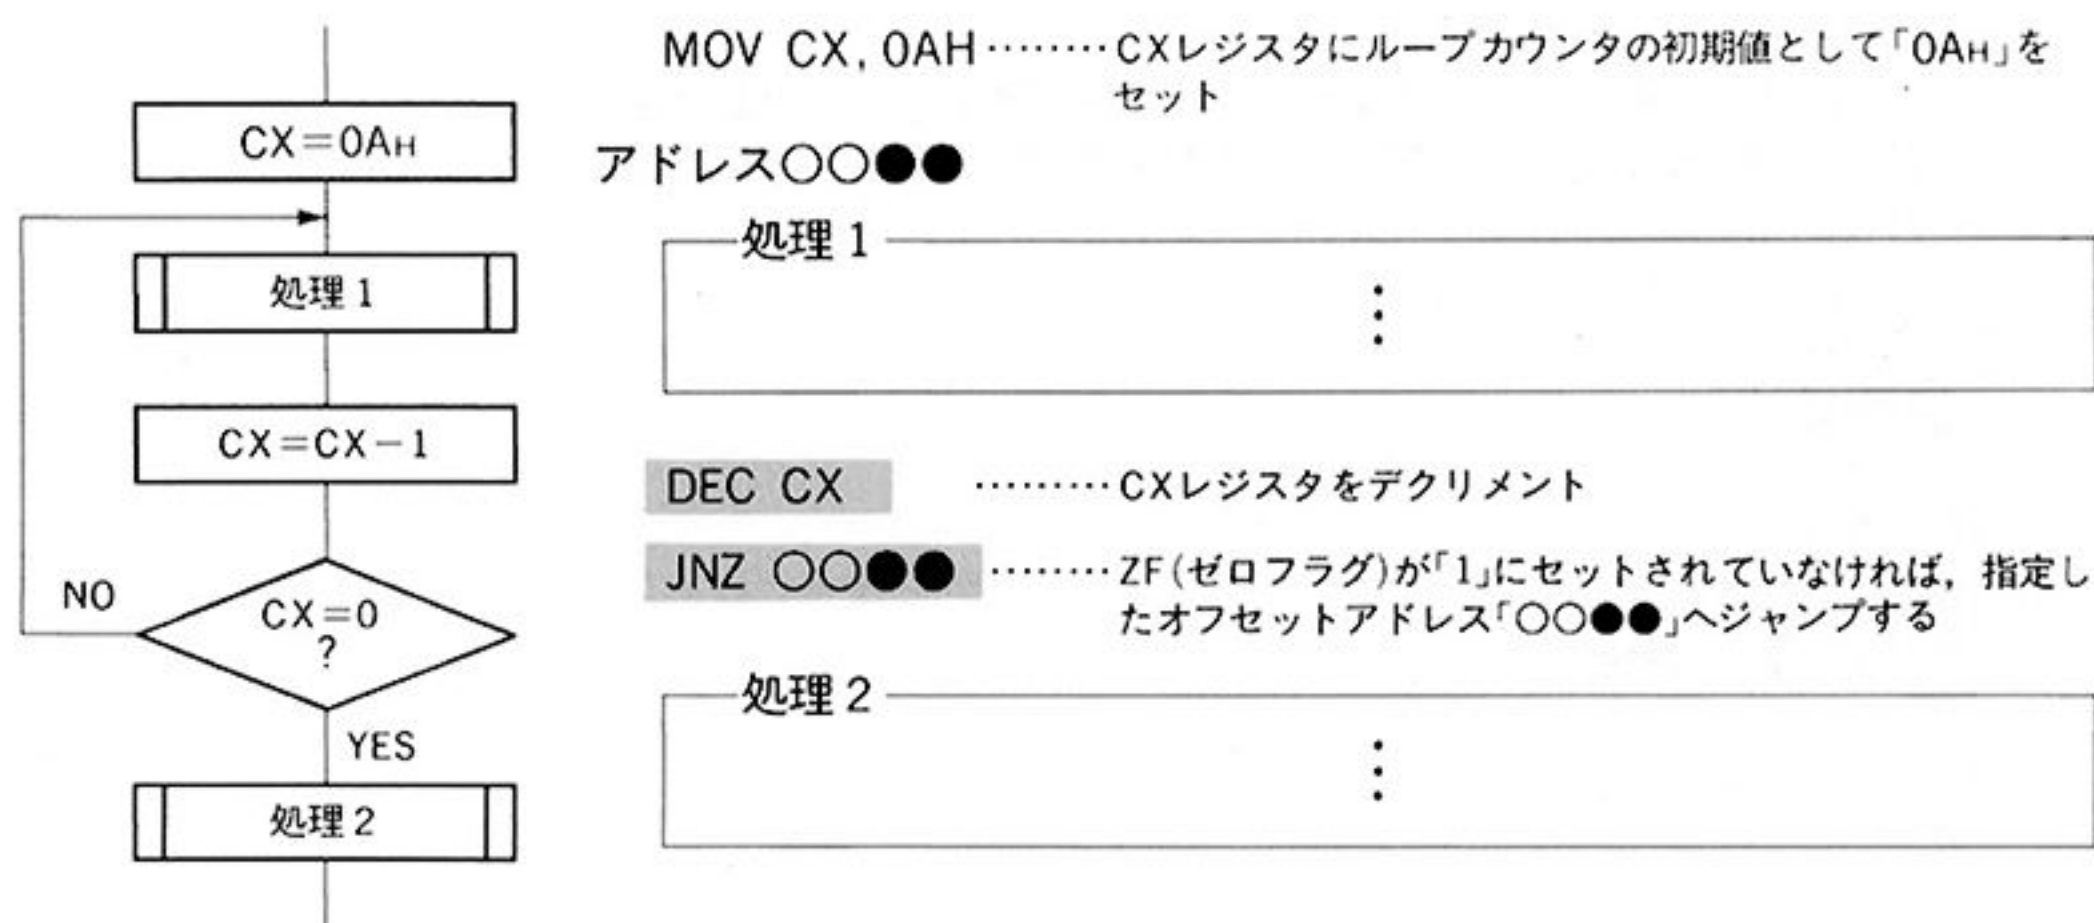 CX=0AH
処理1
CX=CX-1
NO
CX=0
?
YES
処理2
MOV CX, 0AH ········ CXレジスタにループカウンタの初期値として「0AH」を
セット
アドレス○○●●
処理1
⋮
DEC CX ········· CXレジスタをデクリメント
JNZ ○○●● ········ ZF(ゼロフラグ)が「1」にセットされていなければ,指定し
たオフセットアドレス「○○●●」へジャンプする
処理2
⋮